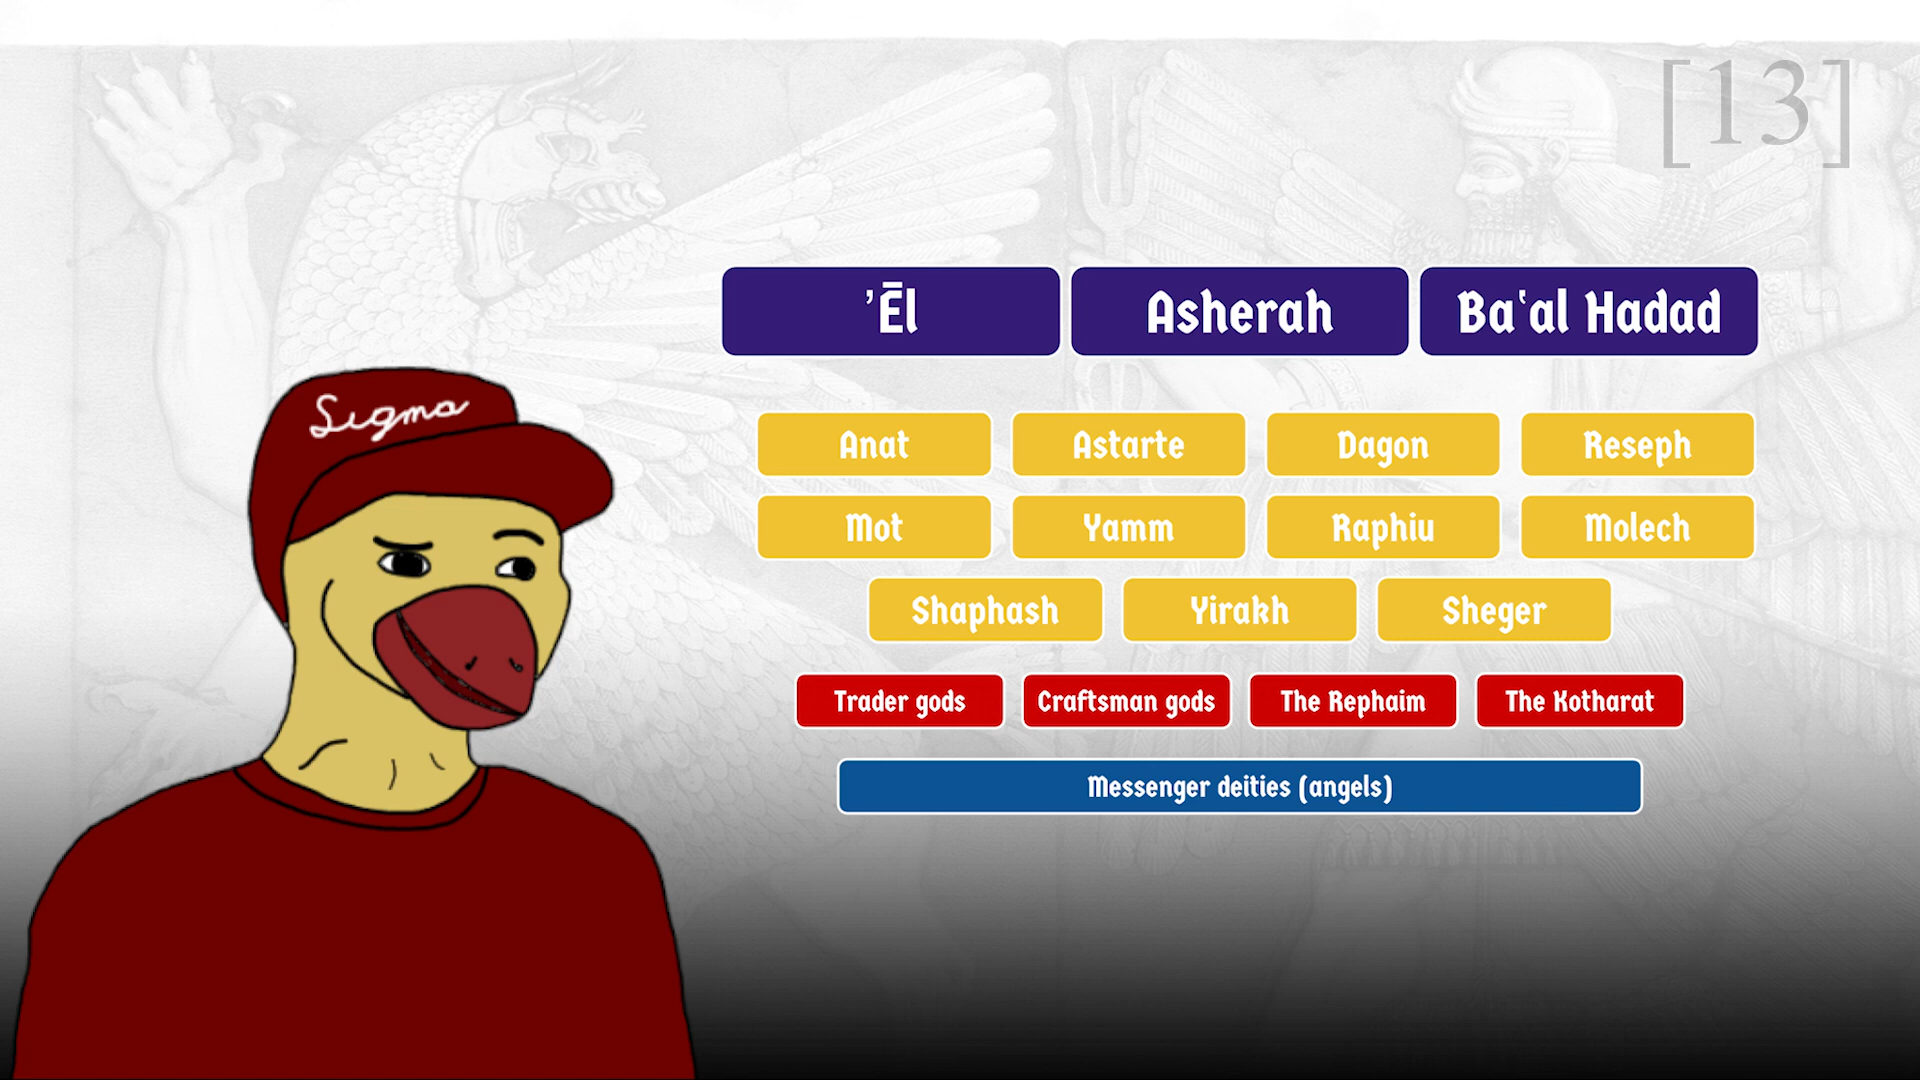 [13]
ʾĒl Asherah Baʿal Hadad
Sigma
Anat Astarte Dagon Reseph
Mot Yamm Raphiu Molech
Shaphash Yirakh Sheger
Trader gods Craftsman gods The Rephaim The Kotharat
Messenger deities (angels)